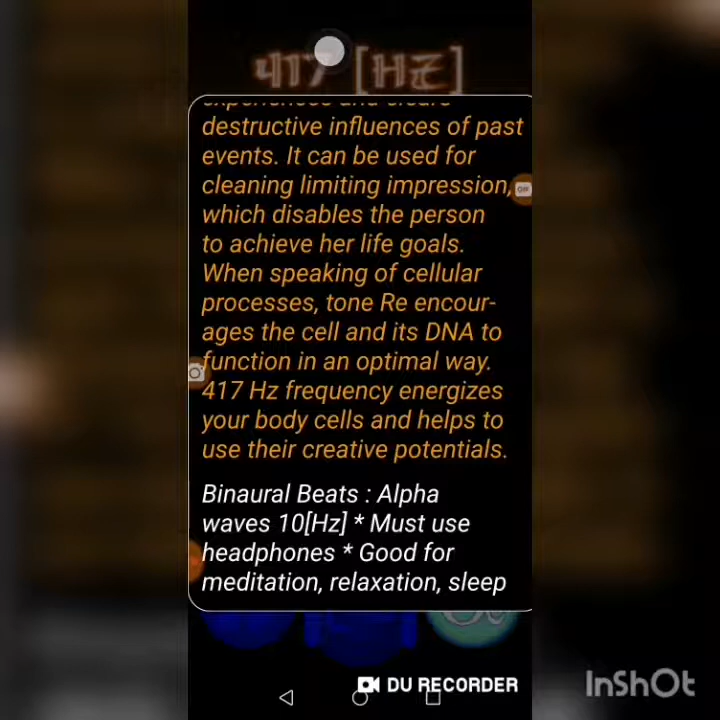 417 [HZ]
experiences and clears
destructive influences of past
events. It can be used for
cleaning limiting impression,
which disables the person
to achieve her life goals.
When speaking of cellular
processes, tone Re encour-
ages the cell and its DNA to
function in an optimal way.
417 Hz frequency energizes
your body cells and helps to
use their creative potentials.
Binaural Beats : Alpha
waves 10[Hz] * Must use
headphones * Good for
meditation, relaxation, sleep
DU RECORDER
InShOt